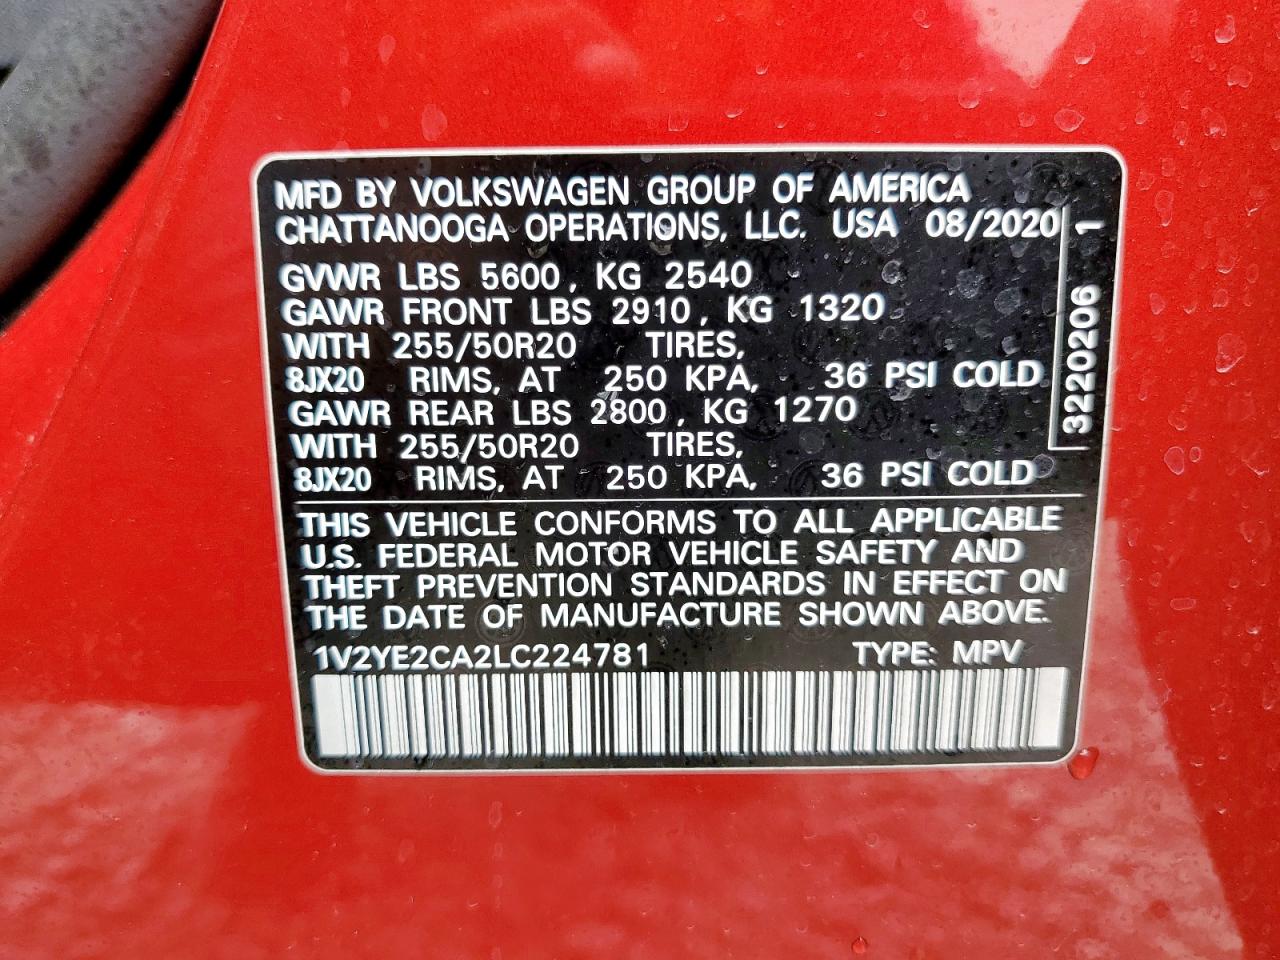 MFD BY VOLKSWAGEN GROUP OF AMERICA
CHATTANOOGA OPERATIONS, LLC. USA 08/2020
GVWR LBS 5600, KG 2540
GAWR FRONT LBS 2910, KG 1320
WITH 255/50R20 TIRES,
8JX20 RIMS, AT 250 KPA, 36 PSI COLD
GAWR REAR LBS 2800, KG 1270
WITH 255/50R20 TIRES,
8JX20 RIMS, AT 250 KPA, 36 PSI COLD
3220206 1
THIS VEHICLE CONFORMS TO ALL APPLICABLE
U.S. FEDERAL MOTOR VEHICLE SAFETY AND
THEFT PREVENTION STANDARDS IN EFFECT ON
THE DATE OF MANUFACTURE SHOWN ABOVE.
1V2YE2CA2LC224781 TYPE: MPV